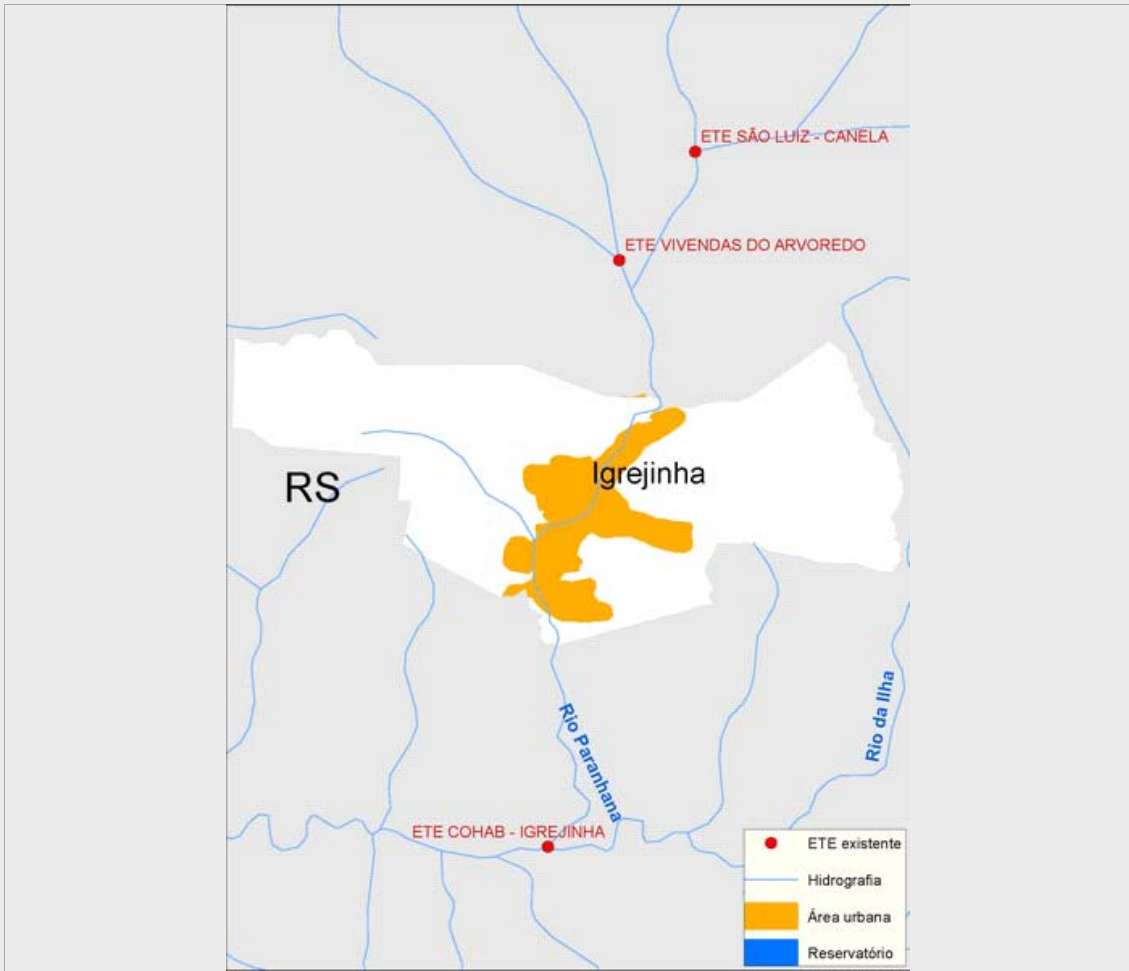 ETE SÃO LUIZ - CANELA
ETE VIVENDAS DO ARVOREDO
Igrejinha
RS
Rio da Ilha
Rio Paranhana
ETE COHAB - IGREJINHA
ETE existente
Hidrografia
Área urbana
Reservatório